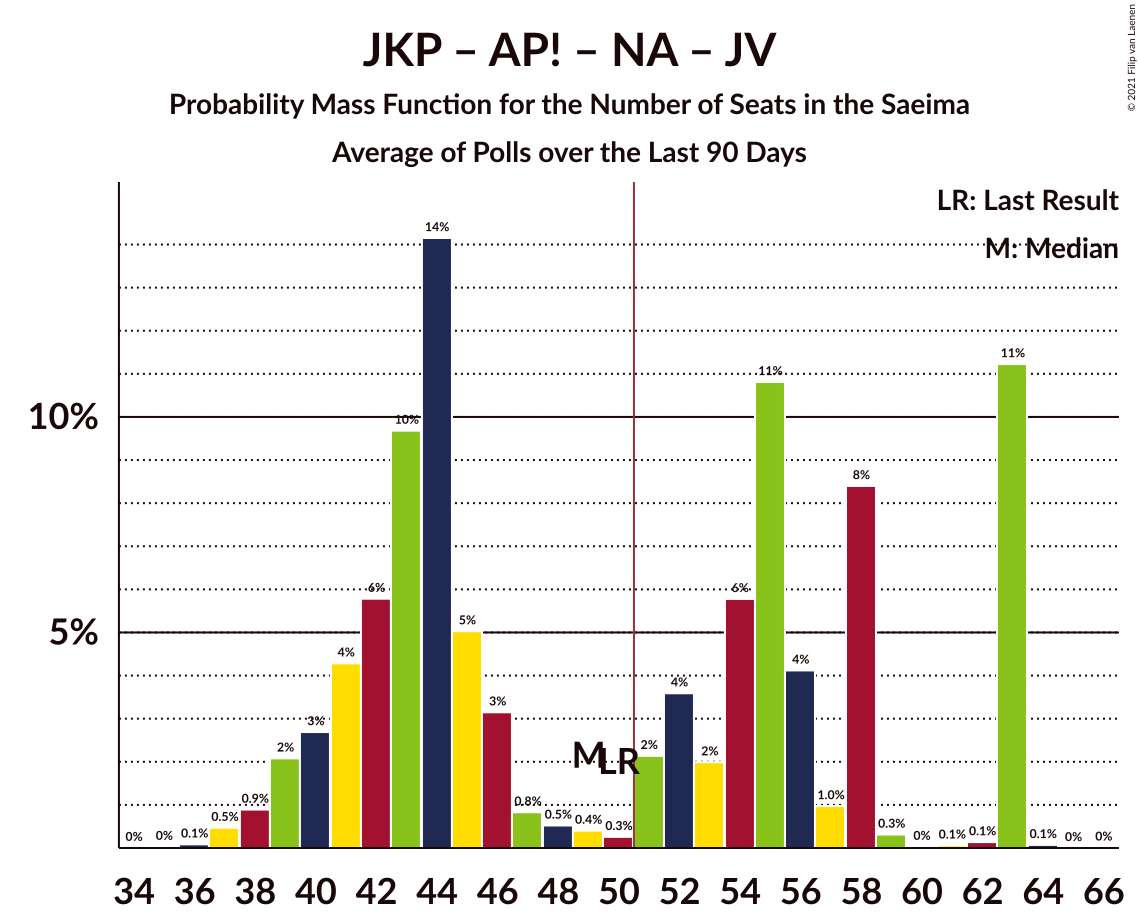 JKP – AP! – NA – JV
Probability Mass Function for the Number of Seats in the Saeima
Average of Polls over the Last 90 Days
© 2021 Filip van Laenen
LR: Last Result
M: Median
10%
5%
0% 0% 0.1% 0.5% 0.9% 2% 3% 4% 6% 10% 14% 5% 3% 0.8% 0.5% 0.4% 0.3% 2% 4% 2% 6% 11% 4% 1.0% 8% 0.3% 0% 0.1% 0.1% 11% 0.1% 0% 0%
M LR
34 36 38 40 42 44 46 48 50 52 54 56 58 60 62 64 66